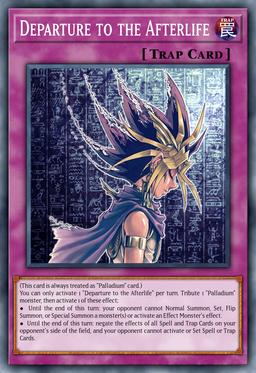 DEPARTURE TO THE AFTERLIFE
TRAP
罠
[ TRAP CARD ]
(This card is always treated as "Palladium" card.)
You can only activate 1 "Departure to the Afterlife" per turn. Tribute 1 "Palladium"
monster, then activate 1 of these effect:
● Until the end of this turn: your opponent cannot Normal Summon, Set, Flip
Summon, or Special Summon a monster(s) or activate an Effect Monster's effect.
● Until the end of this turn: negate the effects of all Spell and Trap Cards on your
opponent's side of the field, and your opponent cannot activate or Set Spell or Trap
Cards.